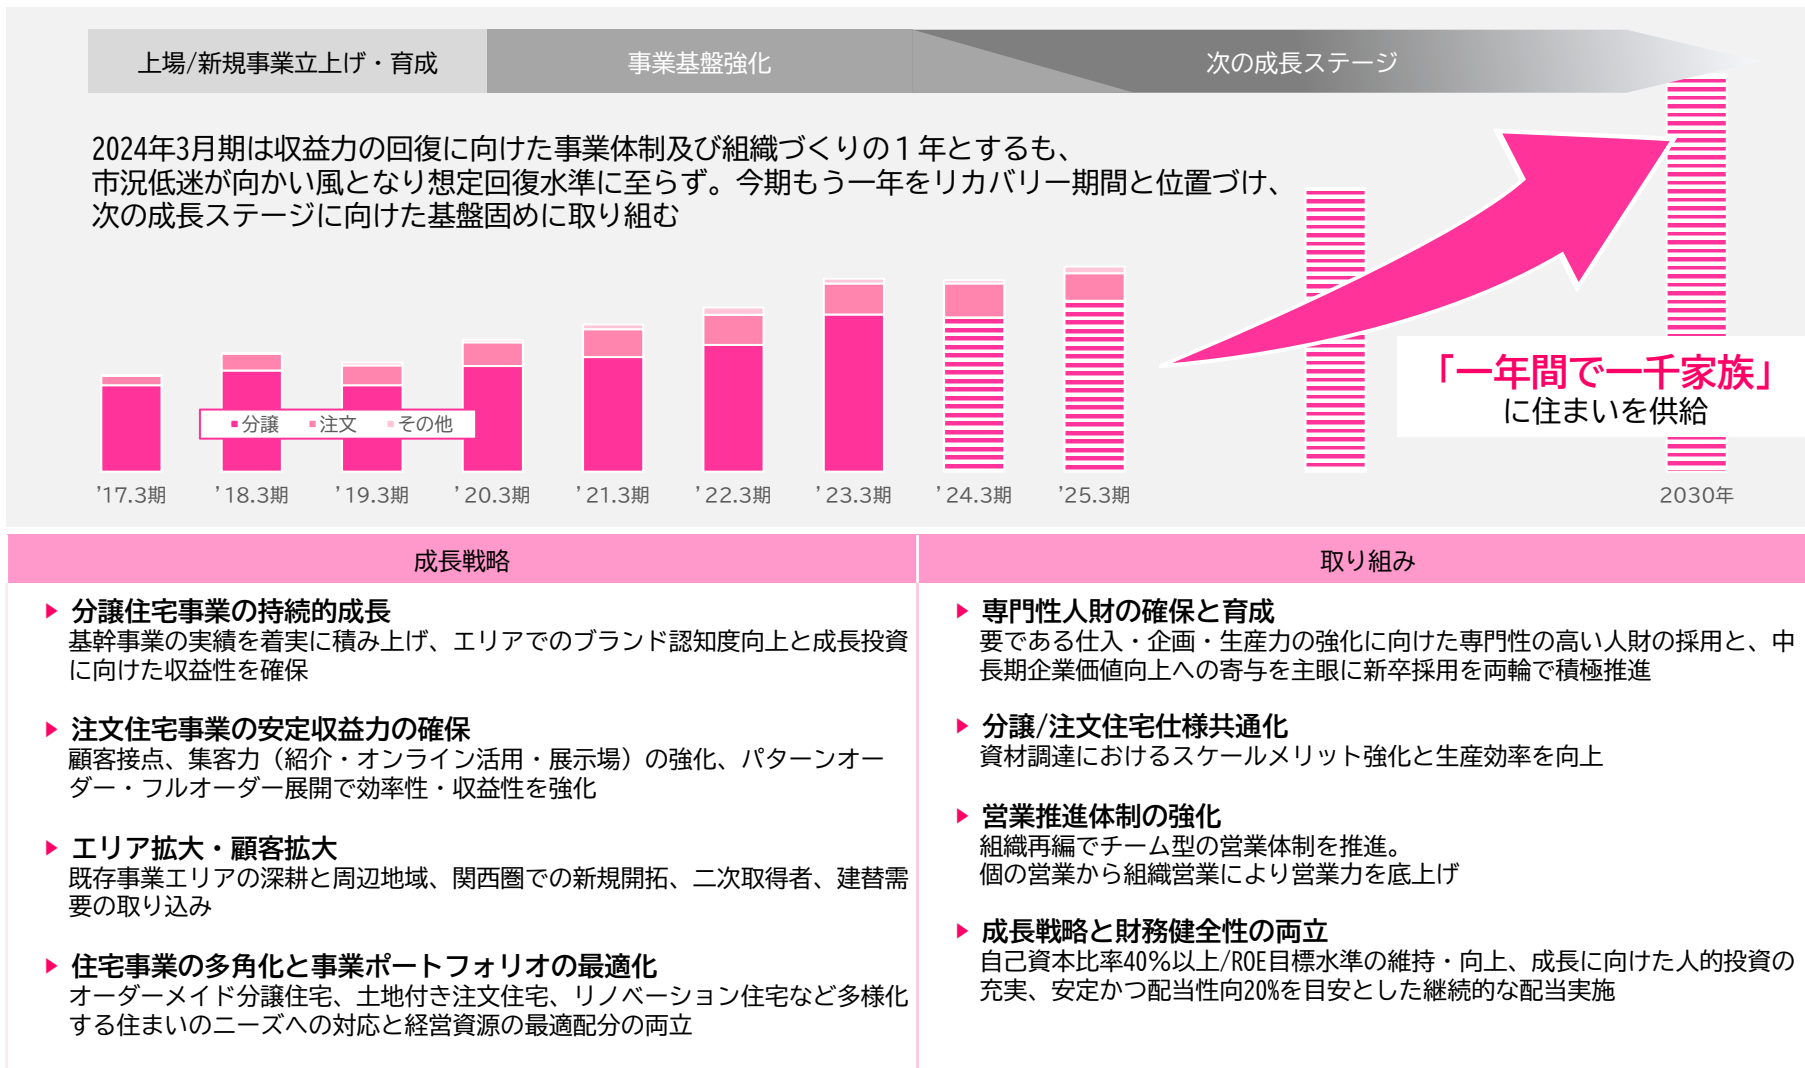 上場/新規事業立上げ・育成
事業基盤強化
次の成長ステージ
2024年3月期は収益力の回復に向けた事業体制及び組織づくりの１年とするも、
市況低迷が向かい風となり想定回復水準に至らず。今期もう一年をリカバリー期間と位置づけ、
次の成長ステージに向けた基盤固めに取り組む
「一年間で一千家族」
に住まいを供給
分譲 注文 その他
’17.3期 ’18.3期 ’19.3期 ’20.3期 ’21.3期 ’22.3期 ’23.3期 ’24.3期 ’25.3期 2030年
成長戦略
分譲住宅事業の持続的成長
基幹事業の実績を着実に積み上げ、エリアでのブランド認知度向上と成長投資
に向けた収益性を確保
注文住宅事業の安定収益力の確保
顧客接点、集客力（紹介・オンライン活用・展示場）の強化、パターンオー
ダー・フルオーダー展開で効率性・収益性を強化
エリア拡大・顧客拡大
既存事業エリアの深耕と周辺地域、関西圏での新規開拓、二次取得者、建替需
要の取り込み
住宅事業の多角化と事業ポートフォリオの最適化
オーダーメイド分譲住宅、土地付き注文住宅、リノベーション住宅など多様化
する住まいのニーズへの対応と経営資源の最適配分の両立
取り組み
専門性人財の確保と育成
要である仕入・企画・生産力の強化に向けた専門性の高い人財の採用と、中
長期企業価値向上への寄与を主眼に新卒採用を両輪で積極推進
分譲/注文住宅仕様共通化
資材調達におけるスケールメリット強化と生産効率を向上
営業推進体制の強化
組織再編でチーム型の営業体制を推進。
個の営業から組織営業により営業力を底上げ
成長戦略と財務健全性の両立
自己資本比率40%以上/ROE目標水準の維持・向上、成長に向けた人的投資の
充実、安定かつ配当性向20%を目安とした継続的な配当実施